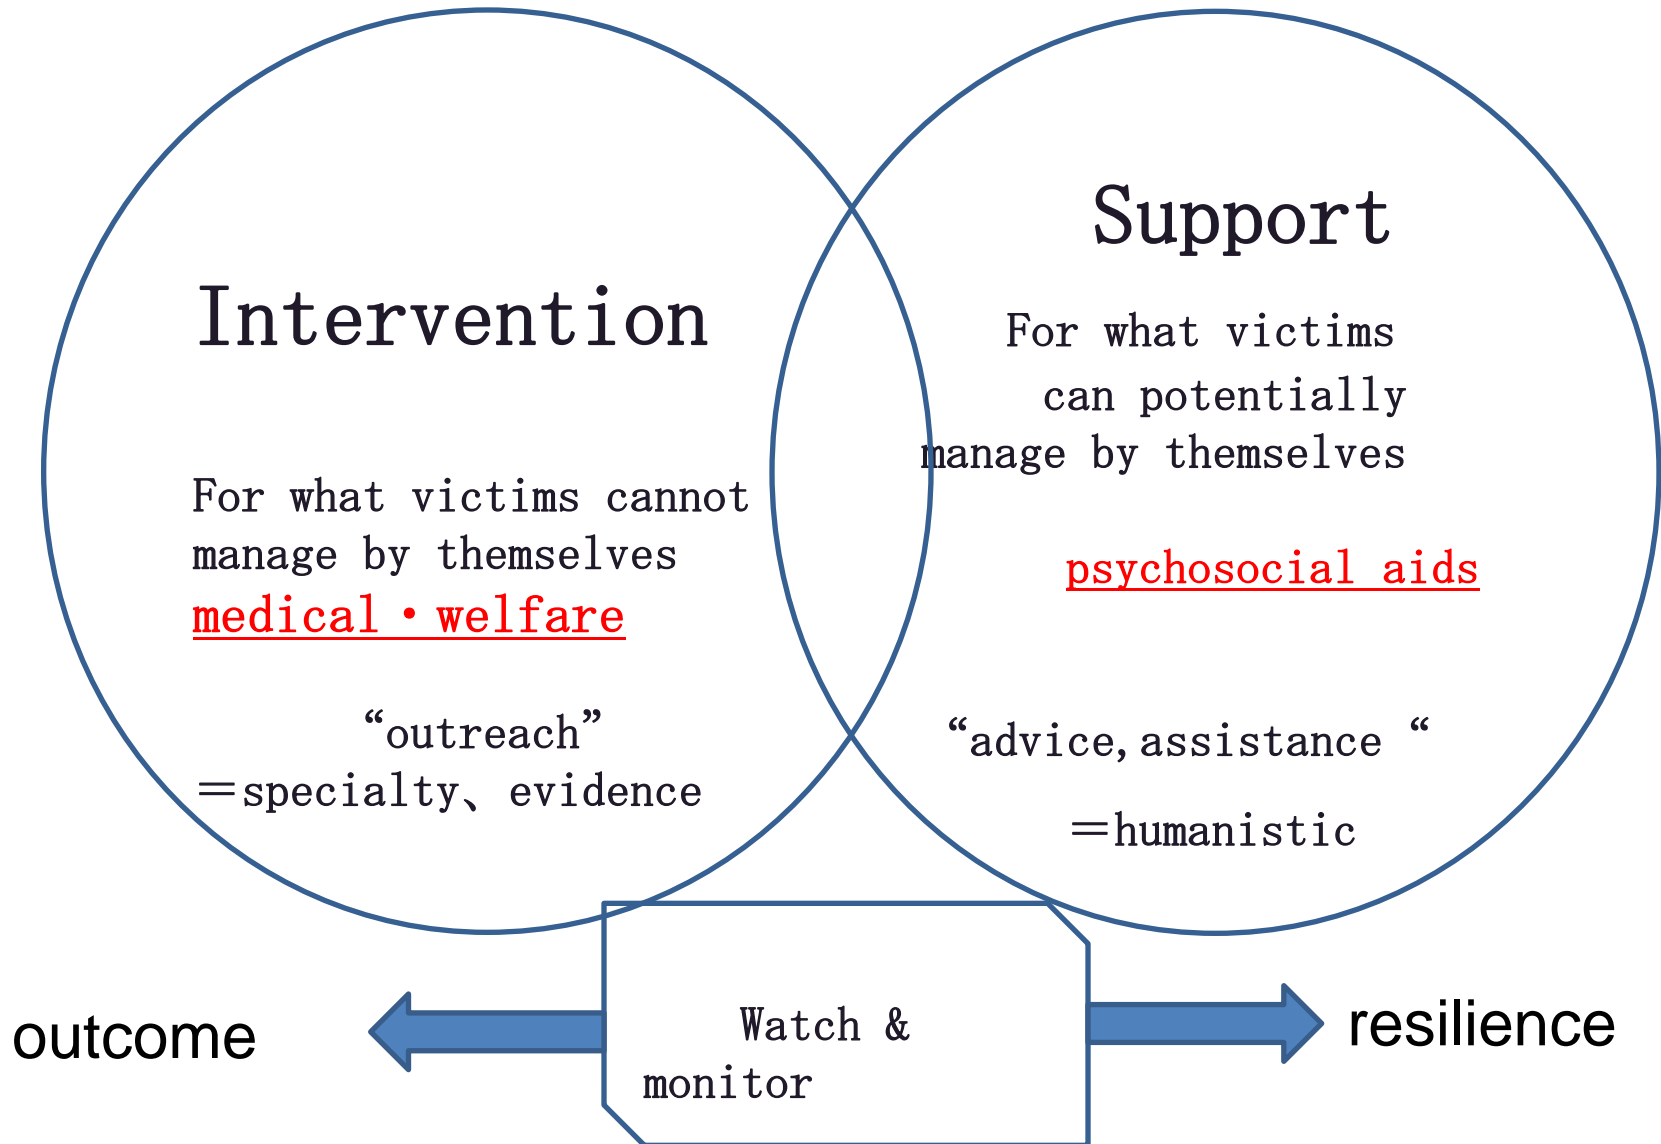 Intervention
For what victims cannot
manage by themselves
medical・welfare
“outreach”
＝specialty、evidence
Support
For what victims
can potentially
manage by themselves
psychosocial aids
“advice,assistance “
＝humanistic
outcome
Watch &
monitor
resilience